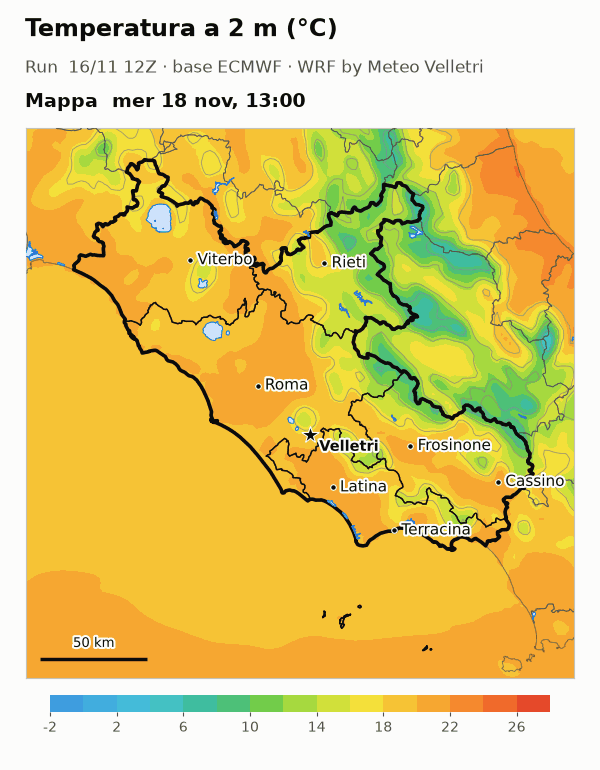 Temperatura a 2 m (°C)
Run  16/11 12Z · base ECMWF · WRF by Meteo Velletri
Mappa  mer 18 nov, 13:00
Viterbo
Rieti
Roma
Velletri
Frosinone
Latina
Cassino
Terracina
50 km
-2 2 6 10 14 18 22 26